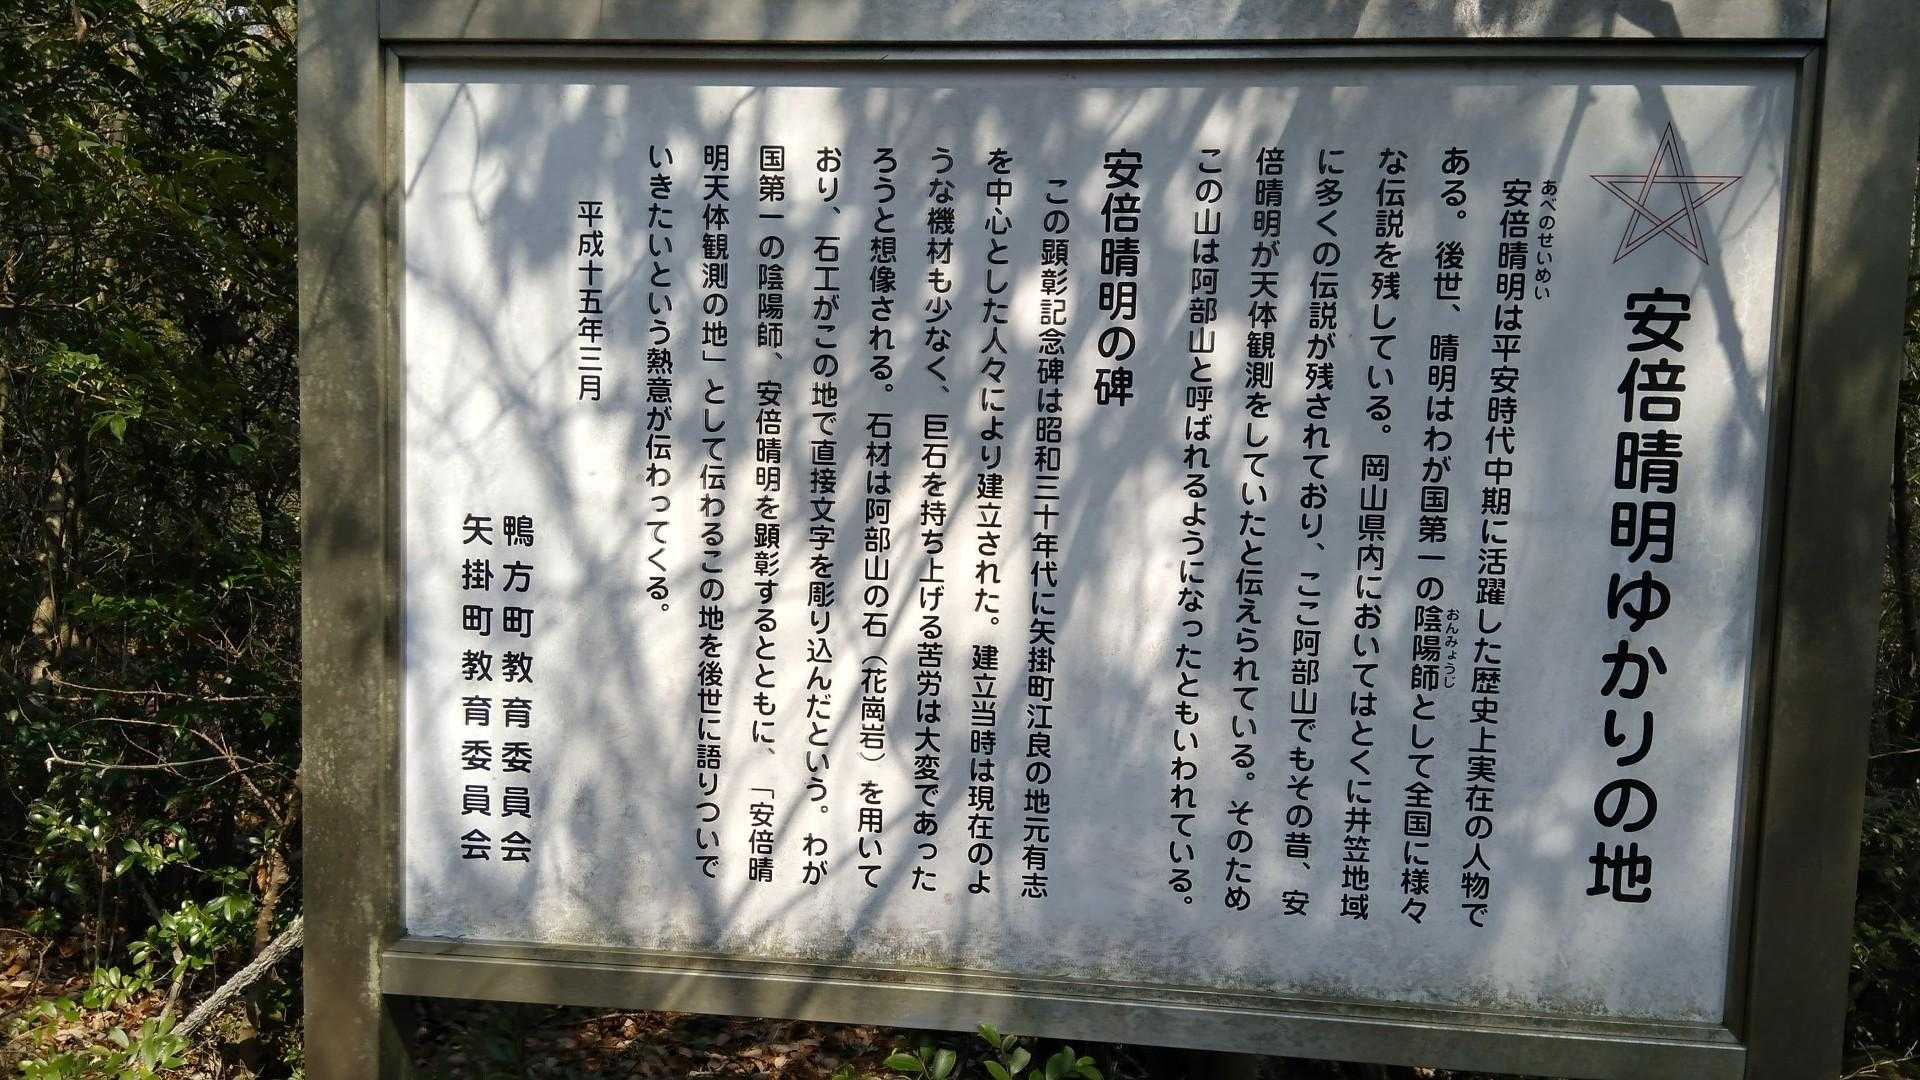 安倍晴明ゆかりの地
あべのせいめい
安倍晴明は平安時代中期に活躍した歴史上実在の人物で
ある。後世、晴明はわが国第一の陰陽師として全国に様々
おんみょうじ
な伝説を残している。岡山県内においてはとくに井笠地域
に多くの伝説が残されており、ここ阿部山でもその昔、安
倍晴明が天体観測をしていたと伝えられている。そのため
この山は阿部山と呼ばれるようになったともいわれている。
安倍晴明の碑
この顕彰記念碑は昭和三十年代に矢掛町江良の地元有志
を中心とした人々により建立された。建立当時は現在のよ
うな機材も少なく、巨石を持ち上げる苦労は大変であった
ろうと想像される。石材は阿部山の石（花崗岩）を用いて
おり、石工がこの地で直接文字を彫り込んだという。わが
国第一の陰陽師、安倍晴明を顕彰するとともに、「安倍晴
明天体観測の地」として伝わるこの地を後世に語りついで
いきたいという熱意が伝わってくる。
平成十五年三月
鴨方町教育委員会
矢掛町教育委員会